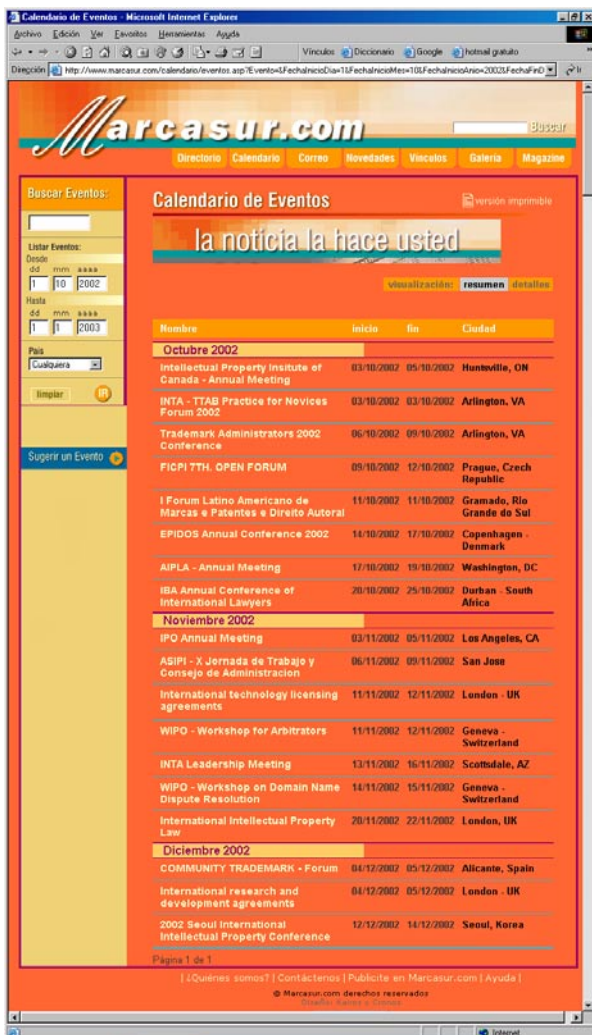 Calendario de Eventos - Microsoft Internet Explorer
Archivo Edición Ver Favoritos Herramientas Ayuda
Vínculos Diccionario Google hotmail gratuito
Dirección http://www.marcasur.com/calendario/eventos.asp?Evento=&FechaInicioDia=1&FechaInicioMes=10&FechaInicioAnio=2002&FechaFinD Ir
Marcasur.com
Buscar
Directorio Calendario Correo Novedades Vínculos Galería Magazine
Buscar Eventos:
Listar Eventos:
Desde
dd mm aaaa
1 10 2002
Hasta
dd mm aaaa
1 1 2003
País
Cualquiera
limpiar IR
Sugerir un Evento
Calendario de Eventos
versión imprimible
la noticia la hace usted
visualización: resumen detalles
Nombre inicio fin Ciudad
Octubre 2002
Intellectual Property Insitute of Canada - Annual Meeting 03/10/2002 05/10/2002 Huntsville, ON
INTA - TTAB Practice for Novices Forum 2002 03/10/2002 03/10/2002 Arlington, VA
Trademark Administrators 2002 Conference 06/10/2002 09/10/2002 Arlington, VA
FICPI 7TH. OPEN FORUM 09/10/2002 12/10/2002 Prague, Czech Republic
I Forum Latino Americano de Marcas e Patentes e Direito Autoral 11/10/2002 11/10/2002 Gramado, Rio Grande do Sul
EPIDOS Annual Conference 2002 14/10/2002 17/10/2002 Copenhagen - Denmark
AIPLA - Annual Meeting 17/10/2002 19/10/2002 Washington, DC
IBA Annual Conference of International Lawyers 20/10/2002 25/10/2002 Durban - South Africa
Noviembre 2002
IPO Annual Meeting 03/11/2002 05/11/2002 Los Angeles, CA
ASIPI - X Jornada de Trabajo y Consejo de Administracion 06/11/2002 09/11/2002 San Jose
International technology licensing agreements 11/11/2002 12/11/2002 London - UK
WIPO - Workshop for Arbitrators 11/11/2002 12/11/2002 Geneva - Switzerland
INTA Leadership Meeting 13/11/2002 16/11/2002 Scottsdale, AZ
WIPO - Workshop on Domain Name Dispute Resolution 14/11/2002 15/11/2002 Geneva - Switzerland
International Intellectual Property Law 20/11/2002 22/11/2002 London, UK
Diciembre 2002
COMMUNITY TRADEMARK - Forum 04/12/2002 05/12/2002 Alicante, Spain
International research and development agreements 04/12/2002 05/12/2002 London - UK
2002 Seoul International Intellectual Property Conference 12/12/2002 14/12/2002 Seoul, Korea
Página 1 de 1
| ¿Quiénes somos? | Contáctenos | Publicite en Marcasur.com | Ayuda |
© Marcasur.com derechos reservados
Internet